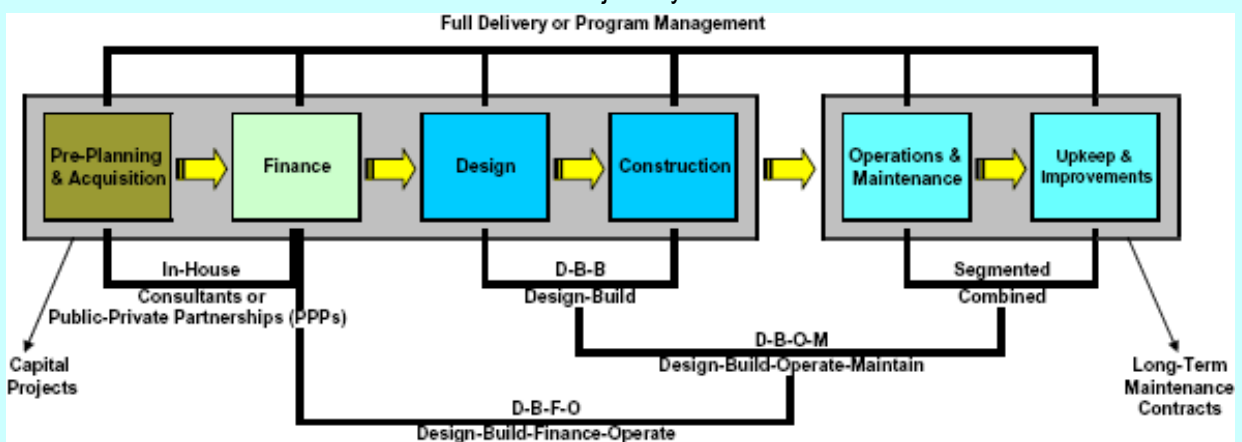 Full Delivery or Program Management
Pre-Planning
& Acquisition
Finance
Design
Construction
Operations &
Maintenance
Upkeep &
Improvements
In-House
Consultants or
Public-Private Partnerships (PPPs)
D-B-B
Design-Build
Segmented
Combined
D-B-O-M
Design-Build-Operate-Maintain
Capital
Projects
Long-Term
Maintenance
Contracts
D-B-F-O
Design-Build-Finance-Operate